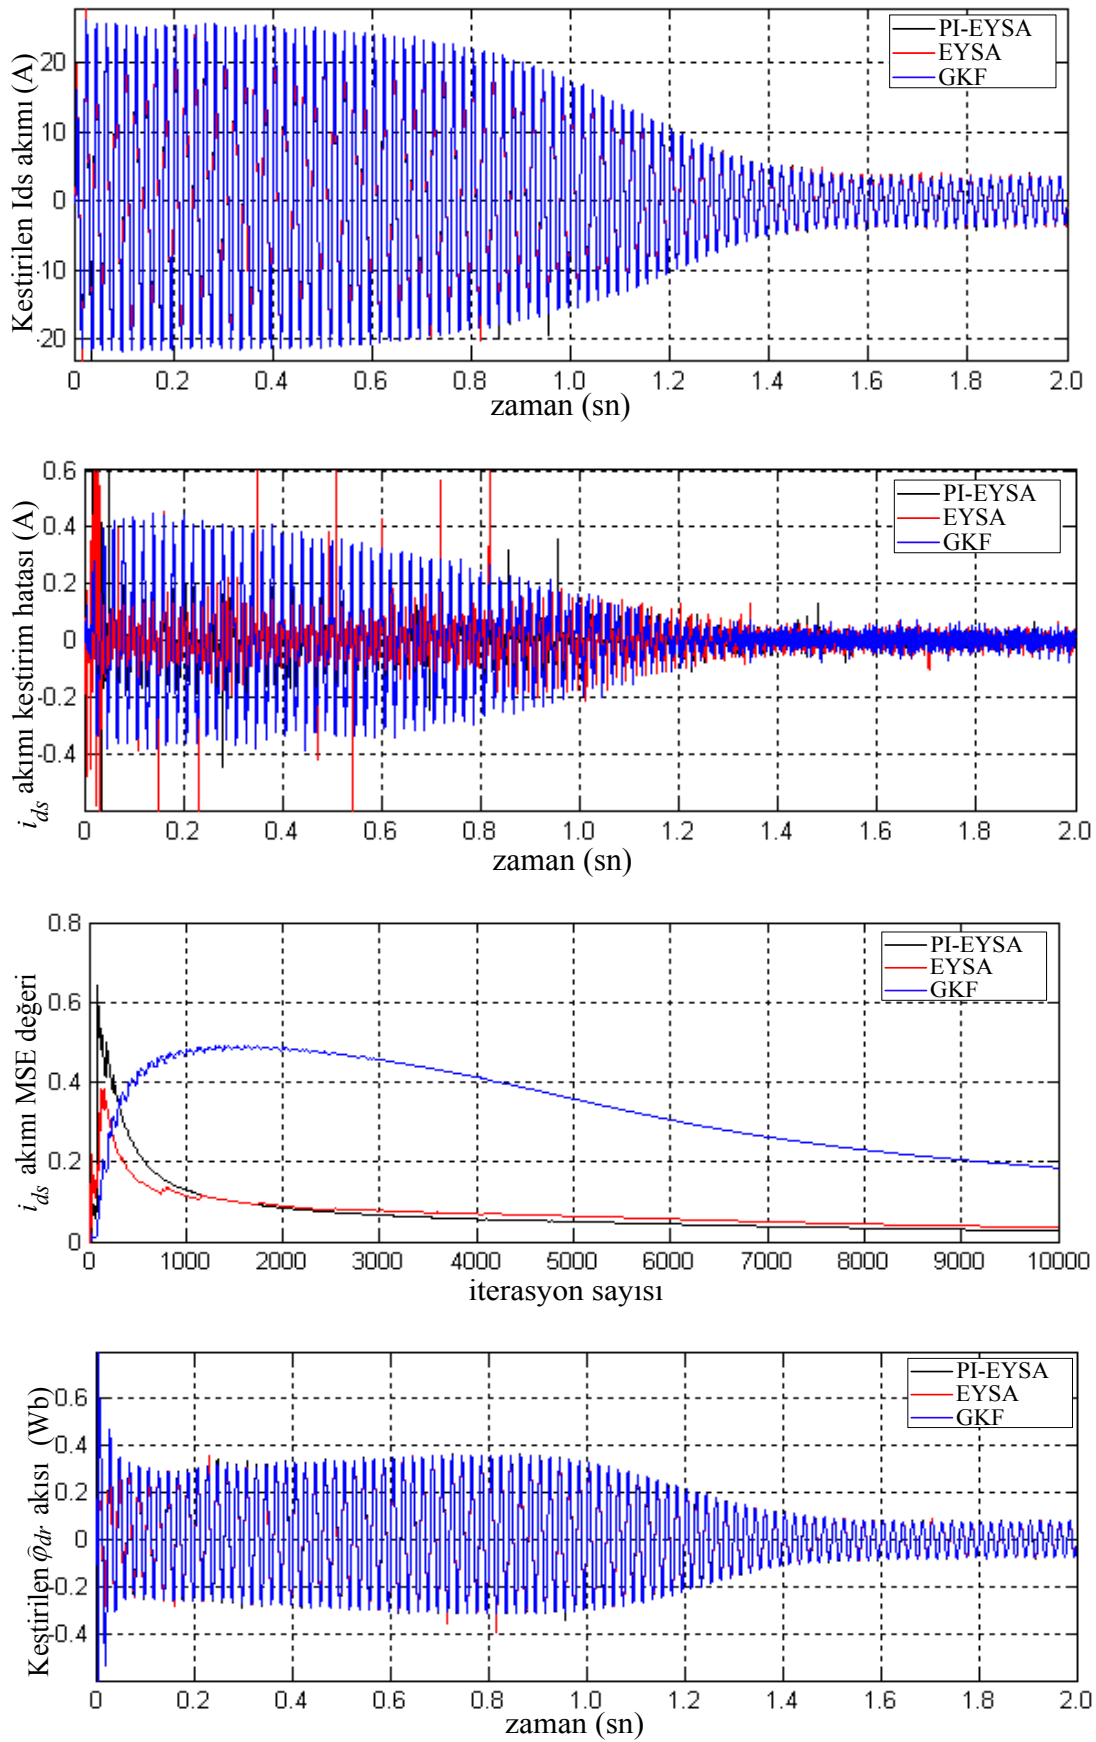 Kestirilen Ids akımı (A)
20
10
0
-10
-20
PI-EYSA
EYSA
GKF
0 0.2 0.4 0.6 0.8 1.0 1.2 1.4 1.6 1.8 2.0
zaman (sn)
i_ds akımı kestirim hatası (A)
0.6
0.4
0.2
0
-0.2
-0.4
PI-EYSA
EYSA
GKF
0 0.2 0.4 0.6 0.8 1.0 1.2 1.4 1.6 1.8 2.0
zaman (sn)
i_ds akımı MSE değeri
0.8
0.6
0.4
0.2
0
PI-EYSA
EYSA
GKF
0 1000 2000 3000 4000 5000 6000 7000 8000 9000 10000
iterasyon sayısı
Kestirilen φ̂_dr akısı (Wb)
0.6
0.4
0.2
0
-0.2
-0.4
PI-EYSA
EYSA
GKF
0 0.2 0.4 0.6 0.8 1.0 1.2 1.4 1.6 1.8 2.0
zaman (sn)